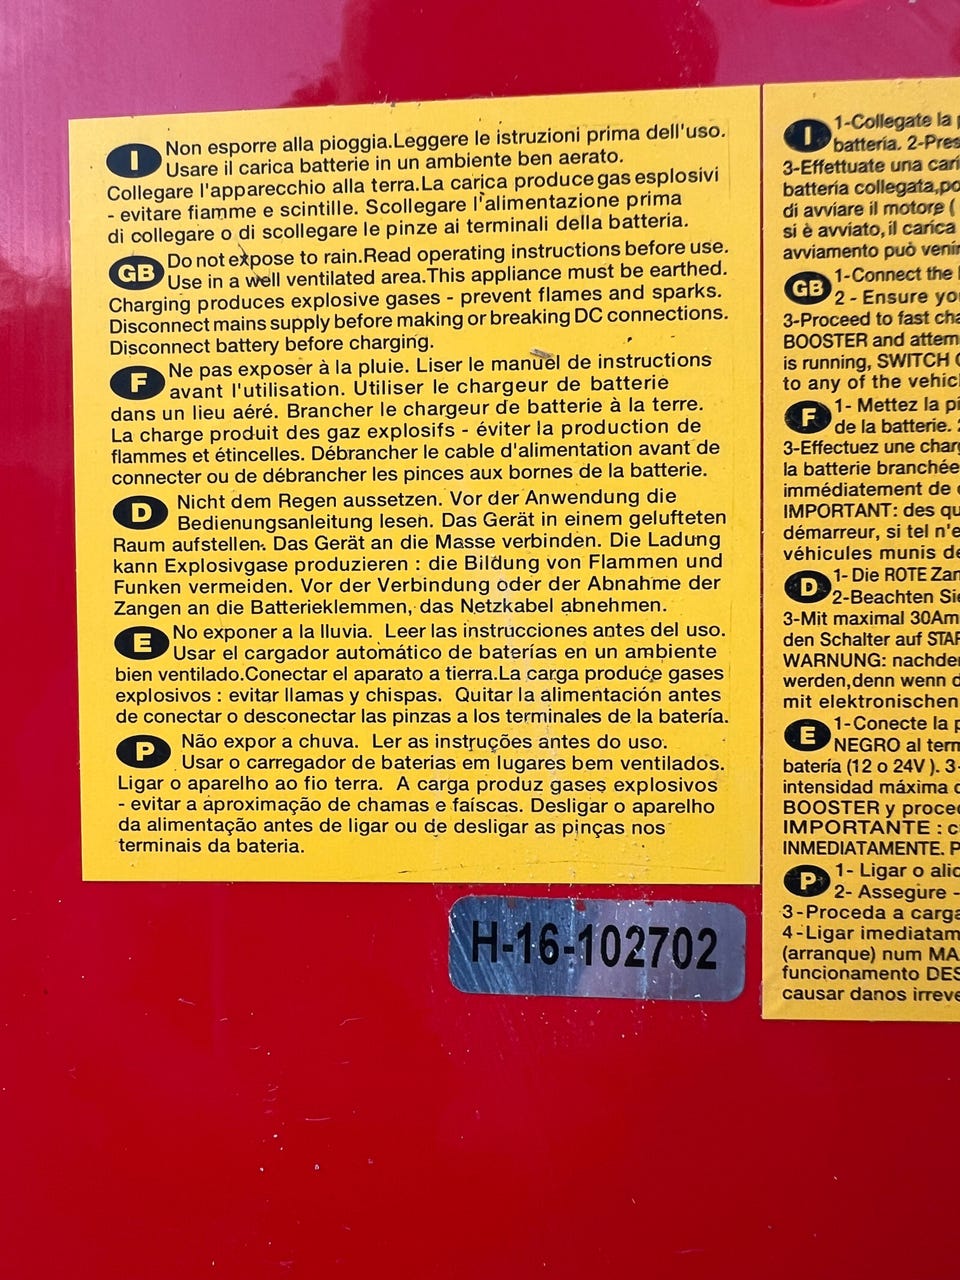 I Non esporre alla pioggia.Leggere le istruzioni prima dell'uso.
Usare il carica batterie in un ambiente ben aerato.
Collegare l'apparecchio alla terra.La carica produce gas esplosivi
- evitare fiamme e scintille. Scollegare l'alimentazione prima
di collegare o di scollegare le pinze ai terminali della batteria.
GB Do not expose to rain.Read operating instructions before use.
Use in a well ventilated area.This appliance must be earthed.
Charging produces explosive gases - prevent flames and sparks.
Disconnect mains supply before making or breaking DC connections.
Disconnect battery before charging.
F Ne pas exposer à la pluie. Liser le manuel de instructions
avant l'utilisation. Utiliser le chargeur de batterie
dans un lieu aéré. Brancher le chargeur de batterie à la terre.
La charge produit des gaz explosifs - éviter la production de
flammes et étincelles. Débrancher le cable d'alimentation avant de
connecter ou de débrancher les pinces aux bornes de la batterie.
D Nicht dem Regen aussetzen. Vor der Anwendung die
Bedienungsanleitung lesen. Das Gerät in einem gelufteten
Raum aufstellen. Das Gerät an die Masse verbinden. Die Ladung
kann Explosivgase produzieren : die Bildung von Flammen und
Funken vermeiden. Vor der Verbindung oder der Abnahme der
Zangen an die Batterieklemmen, das Netzkabel abnehmen.
E No exponer a la lluvia. Leer las instrucciones antes del uso.
Usar el cargador automático de baterías en un ambiente
bien ventilado.Conectar el aparato a tierra.La carga produce gases
explosivos : evitar llamas y chispas. Quitar la alimentación antes
de conectar o desconectar las pinzas a los terminales de la batería.
P Não expor a chuva. Ler as instruções antes do uso.
Usar o carregador de baterias em lugares bem ventilados.
Ligar o aparelho ao fio terra. A carga produz gases explosivos
- evitar a aproximação de chamas e faíscas. Desligar o aparelho
da alimentação antes de ligar ou de desligar as pinças nos
terminais da bateria.
H-16-102702
I 1-Collegate la
batteria. 2-Pres
3-Effettuate una cari
batteria collegata,po
di avviare il motore (
si è avviato, il carica
avviamento può venir
GB 1-Connect the
2 - Ensure yo
3-Proceed to fast cha
BOOSTER and attem
is running, SWITCH
to any of the vehic
F 1- Mettez la pi
de la batterie.
3-Effectuez une charg
la batterie branchée
immédiatement de
IMPORTANT: des qu
démarreur, si tel n'e
véhicules munis de
D 1- Die ROTE Zan
2-Beachten Sie
3-Mit maximal 30Am
den Schalter auf STAR
WARNUNG: nachder
werden,denn wenn d
mit elektronischen
E 1-Conecte la p
NEGRO al term
batería (12 o 24V ). 3-
intensidad máxima
BOOSTER y proced
IMPORTANTE : c
INMEDIATAMENTE. P
P 1- Ligar o alic
2- Assegure -
3-Proceda a carga
4-Ligar imediatam
(arranque) num MA
funcionamento DES
causar danos irreve